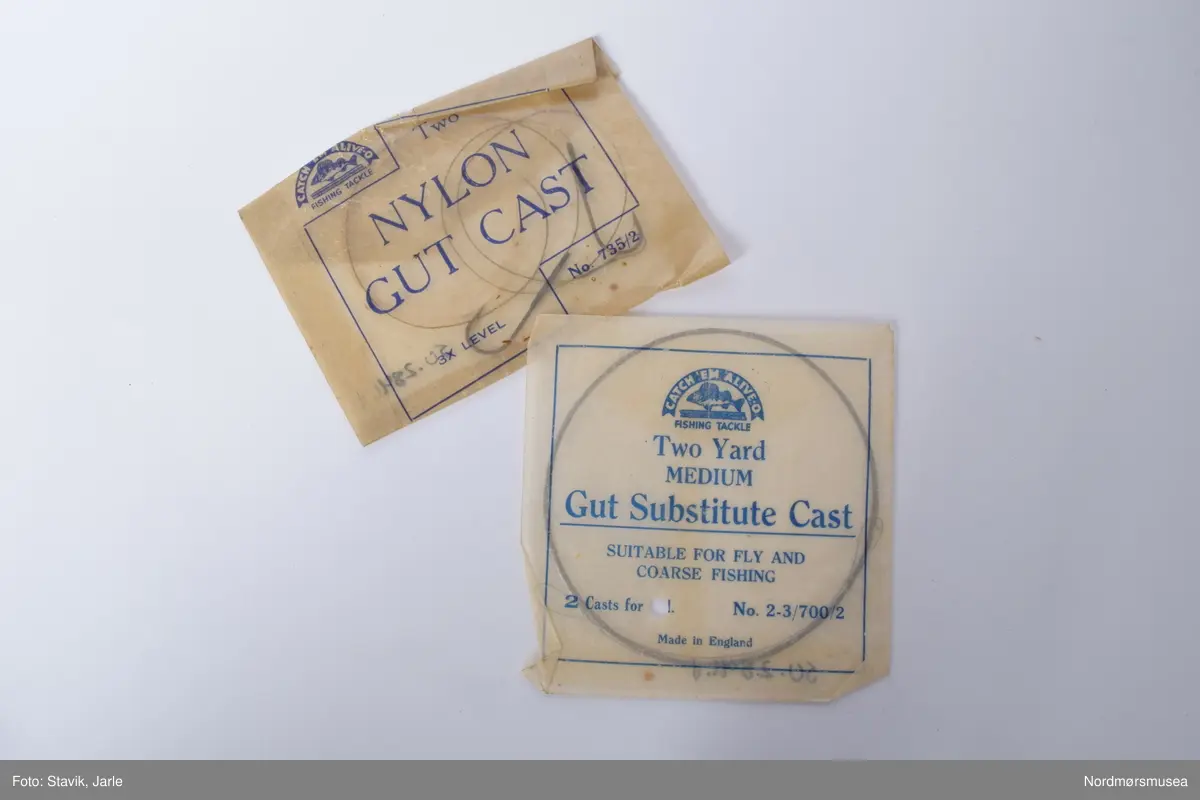 CATCH 'EM ALIVE-O
FISHING TACKLE
Two
NYLON
GUT CAST
3X LEVEL
No. 735/2
CATCH 'EM ALIVE-O
FISHING TACKLE
Two Yard
MEDIUM
Gut Substitute Cast
SUITABLE FOR FLY AND
COARSE FISHING
2 Casts for
No. 2-3/700/2
Made in England
Foto: Stavik, Jarle
Nordmørsmusea